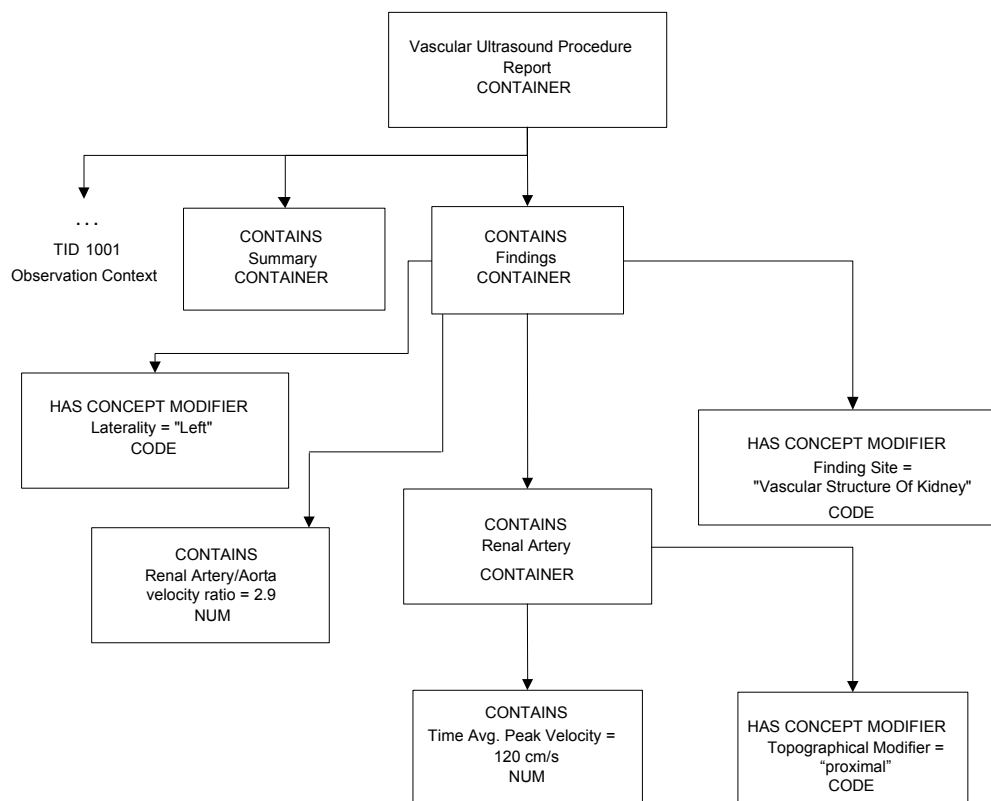 Vascular Ultrasound Procedure
Report
CONTAINER
...
TID 1001
Observation Context
CONTAINS
Summary
CONTAINER
CONTAINS
Findings
CONTAINER
HAS CONCEPT MODIFIER
Laterality = "Left"
CODE
HAS CONCEPT MODIFIER
Finding Site =
"Vascular Structure Of Kidney"
CODE
CONTAINS
Renal Artery/Aorta
velocity ratio = 2.9
NUM
CONTAINS
Renal Artery
CONTAINER
CONTAINS
Time Avg. Peak Velocity =
120 cm/s
NUM
HAS CONCEPT MODIFIER
Topographical Modifier =
“proximal”
CODE